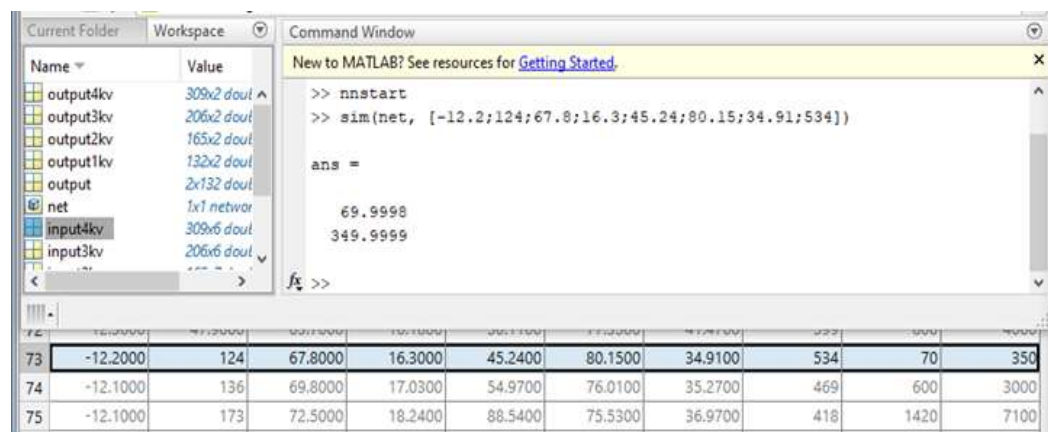 Current Folder Workspace
Name Value
output4kv 309x2 doul
output3kv 206x2 doul
output2kv 165x2 doul
output1kv 132x2 doul
output 2x132 doul
net 1x1 networ
input4kv 309x6 doul
input3kv 206x6 doul
Command Window
New to MATLAB? See resources for Getting Started.
>> nnstart
>> sim(net, [-12.2;124;67.8;16.3;45.24;80.15;34.91;534])
ans =
69.9998
349.9999
fx >>
73 -12.2000 124 67.8000 16.3000 45.2400 80.1500 34.9100 534 70 350
74 -12.1000 136 69.8000 17.0300 54.9700 76.0100 35.2700 469 600 3000
75 -12.1000 173 72.5000 18.2400 88.5400 75.5300 36.9700 418 1420 7100